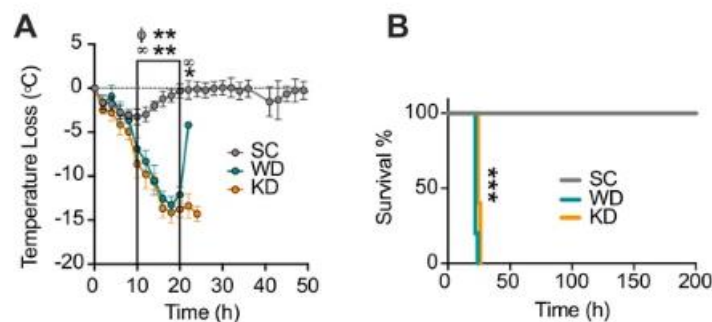 A
B
ϕ **
∞ **
∞
*
Temperature Loss (°C)
5
0
-5
-10
-15
-20
SC
WD
KD
0 10 20 30 40 50
Time (h)
Survival %
100
50
0
***
SC
WD
KD
0 50 100 150 200
Time (h)